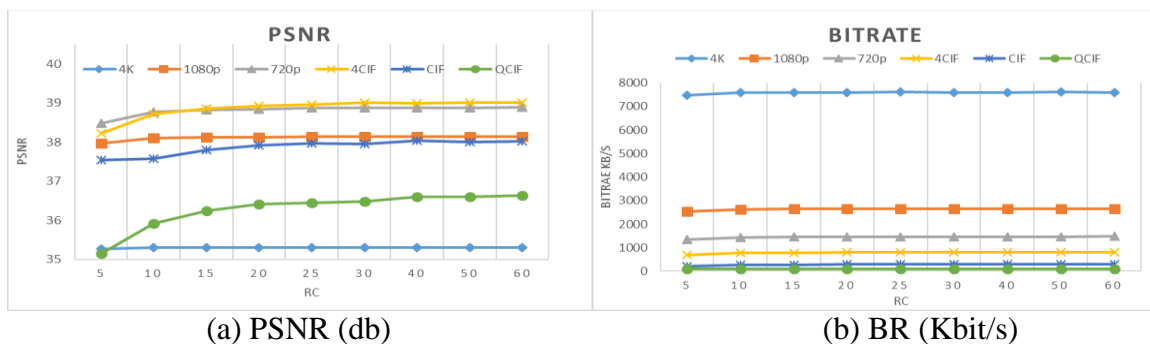 PSNR
4K 1080p 720p 4CIF CIF QCIF
40
39
38
37
36
35
PSNR
5 10 15 20 25 30 40 50 60
RC
(a) PSNR (db)
BITRATE
4K 1080p 720p 4CIF CIF QCIF
8000
7000
6000
5000
4000
3000
2000
1000
0
BITRAE KB/S
5 10 15 20 25 30 40 50 60
RC
(b) BR (Kbit/s)